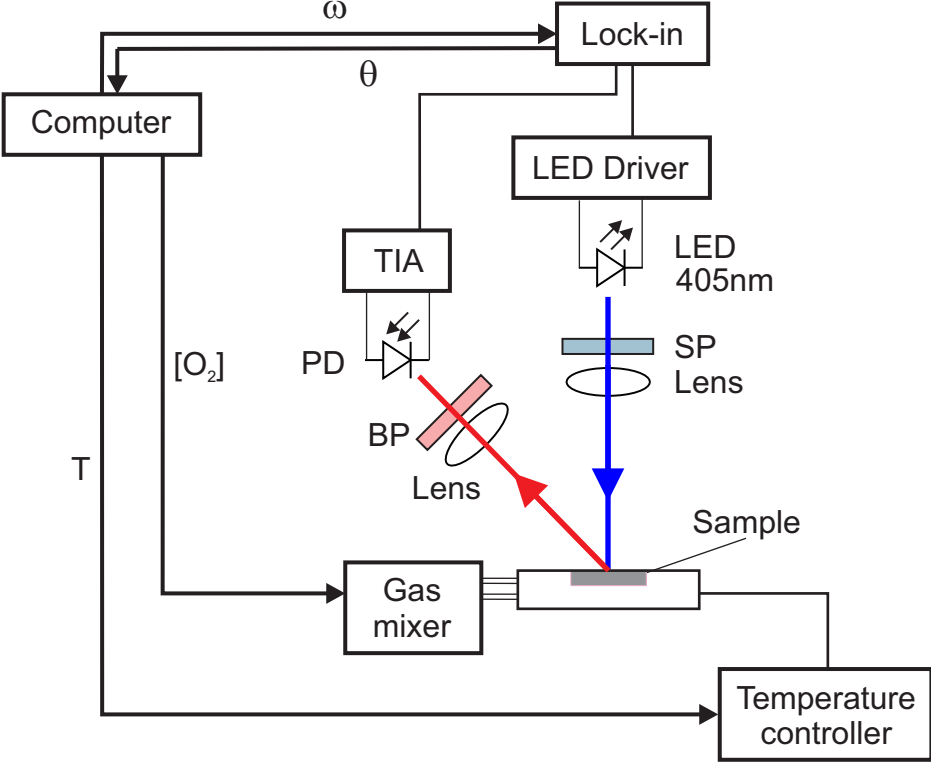 ω
Lock-in
θ
Computer
LED Driver
TIA
LED
405nm
PD
[O₂]
SP
Lens
BP
Lens
T
Sample
Gas
mixer
Temperature
controller